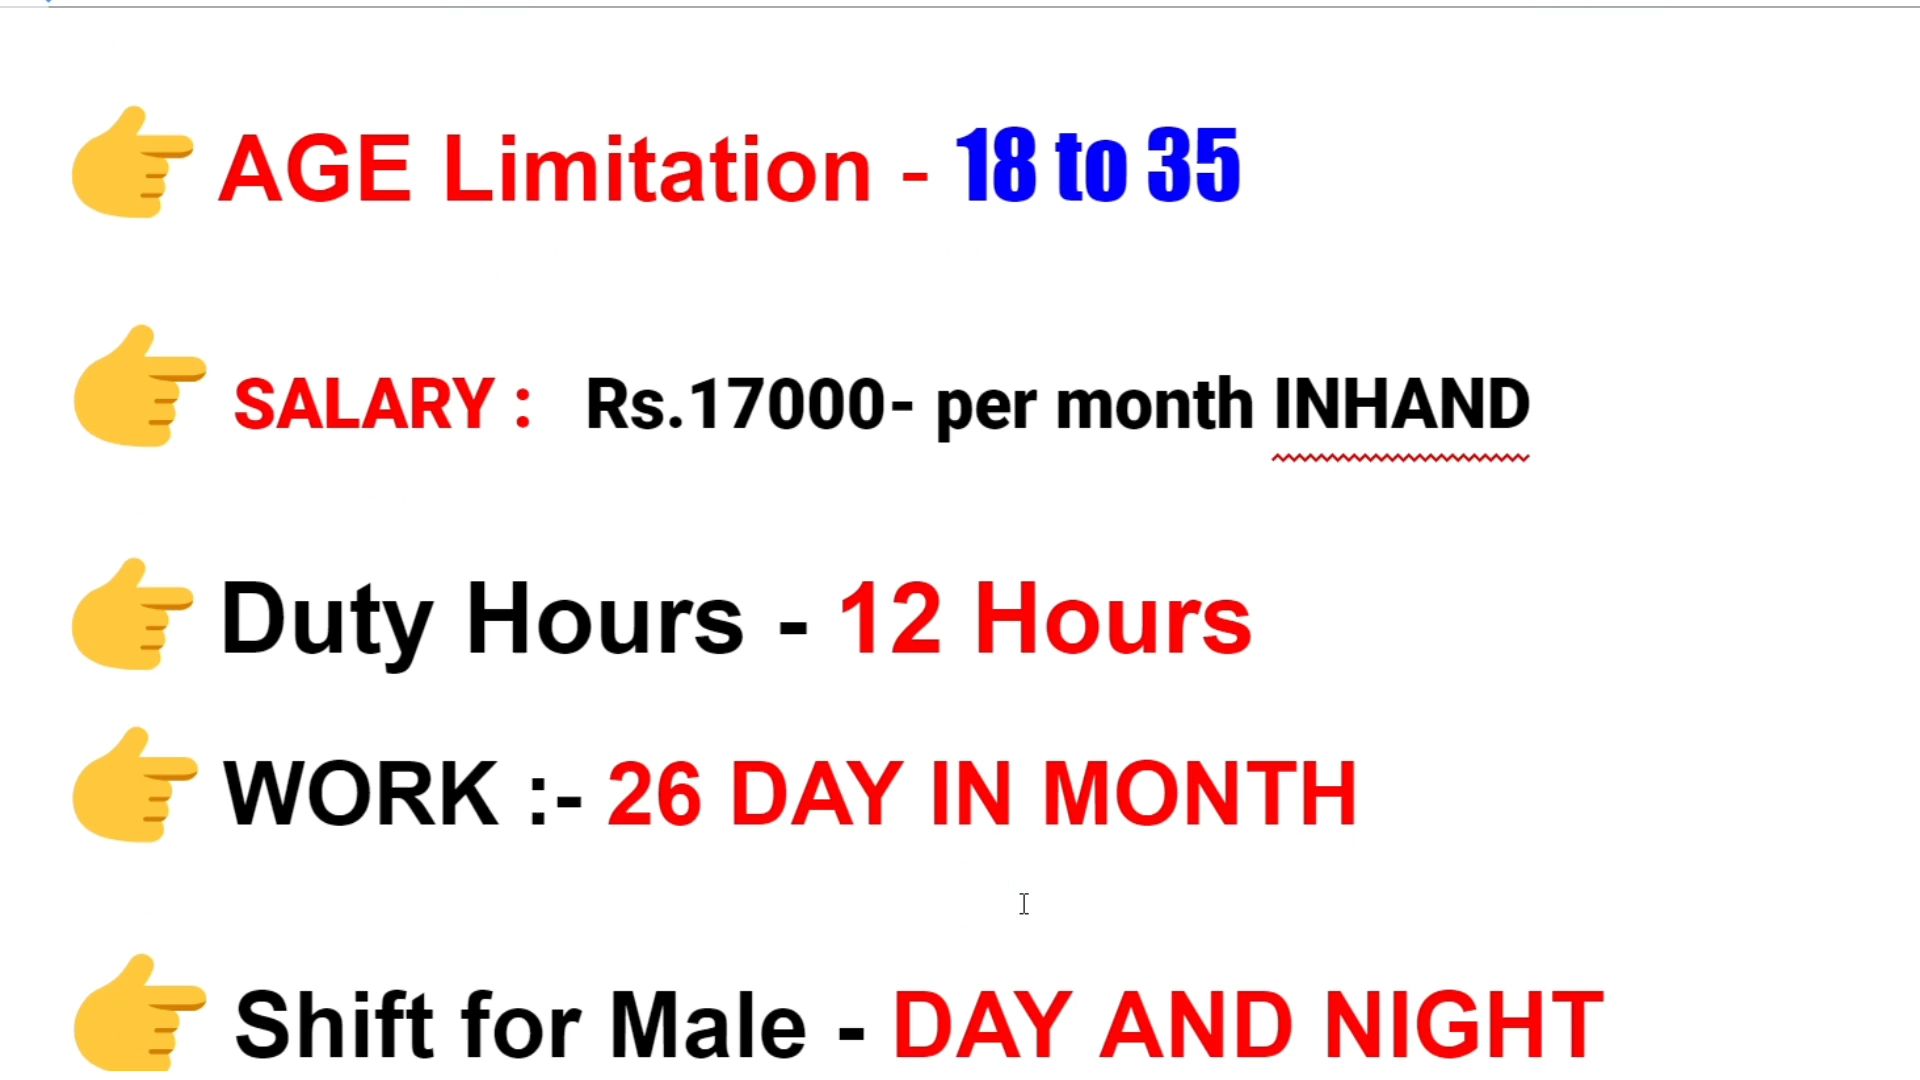 AGE Limitation - 18 to 35
SALARY : Rs.17000- per month INHAND
Duty Hours - 12 Hours
WORK :- 26 DAY IN MONTH
Shift for Male - DAY AND NIGHT